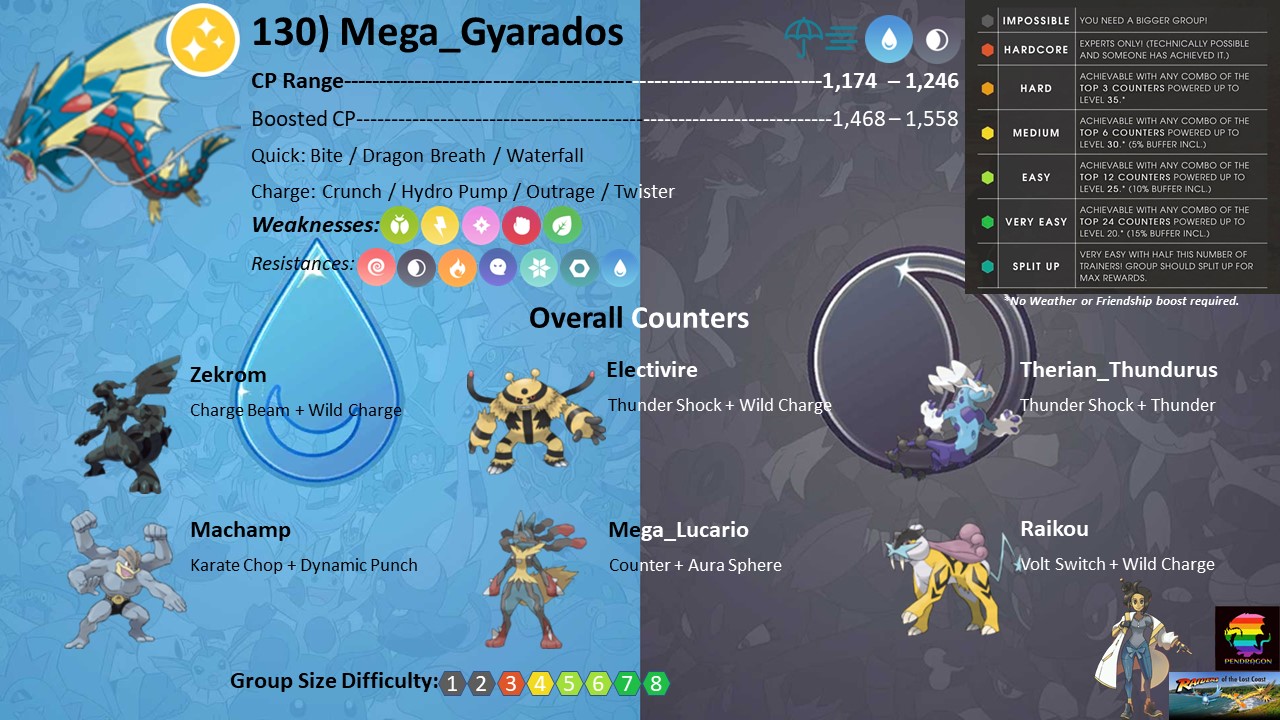 130) Mega_Gyarados
CP Range--------------------------------------------------------------------1,174 – 1,246
Boosted CP--------------------------------------------------------------------1,468 – 1,558
Quick: Bite / Dragon Breath / Waterfall
Charge: Crunch / Hydro Pump / Outrage / Twister
Weaknesses:
Resistances:
IMPOSSIBLE YOU NEED A BIGGER GROUP!
HARDCORE EXPERTS ONLY! (TECHNICALLY POSSIBLE
AND SOMEONE HAS ACHIEVED IT.)
HARD ACHIEVABLE WITH ANY COMBO OF THE
TOP 3 COUNTERS POWERED UP TO
LEVEL 35.*
MEDIUM ACHIEVABLE WITH ANY COMBO OF THE
TOP 6 COUNTERS POWERED UP TO
LEVEL 30.* (5% BUFFER INCL.)
EASY ACHIEVABLE WITH ANY COMBO OF THE
TOP 12 COUNTERS POWERED UP TO
LEVEL 25.* (10% BUFFER INCL.)
VERY EASY ACHIEVABLE WITH ANY COMBO OF THE
TOP 24 COUNTERS POWERED UP TO
LEVEL 20.* (15% BUFFER INCL.)
SPLIT UP VERY EASY WITH HALF THIS NUMBER OF
TRAINERS! GROUP SHOULD SPLIT UP FOR
MAX REWARDS.
*No Weather or Friendship boost required.
Overall Counters
Zekrom
Charge Beam + Wild Charge
Electivire
Thunder Shock + Wild Charge
Therian_Thundurus
Thunder Shock + Thunder
Machamp
Karate Chop + Dynamic Punch
Mega_Lucario
Counter + Aura Sphere
Raikou
Volt Switch + Wild Charge
Group Size Difficulty: 1 2 3 4 5 6 7 8
PENDRAGON
RAIDERS of the Lost Coast